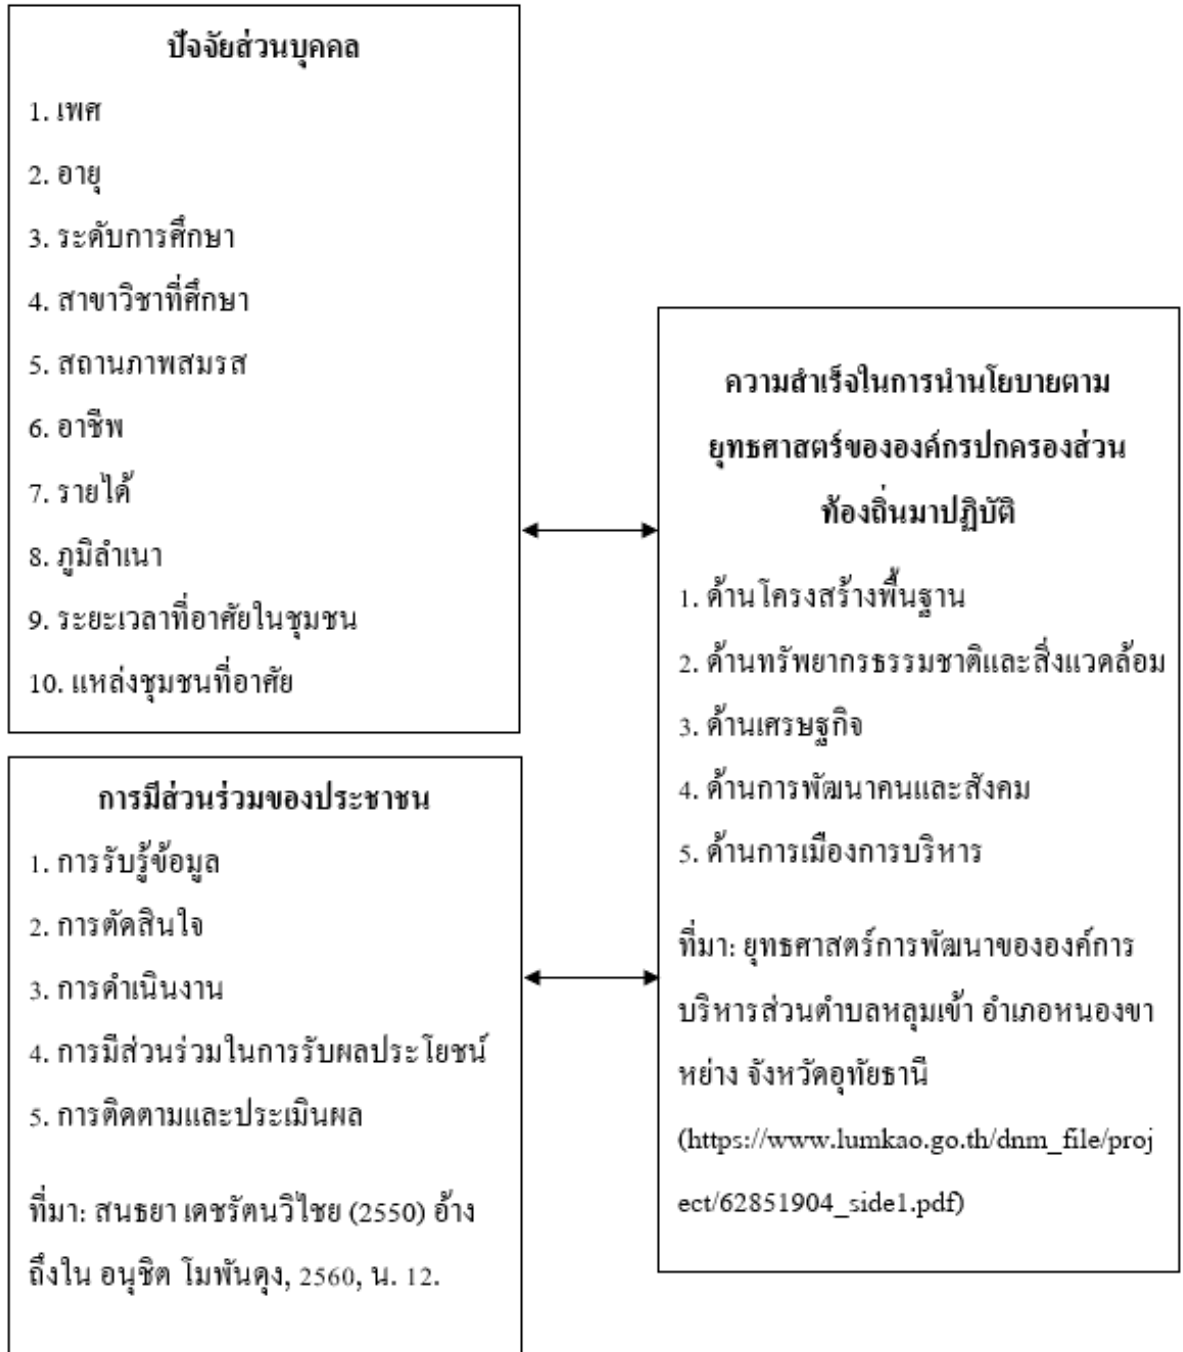 ปัจจัยส่วนบุคคล
1. เพศ
2. อายุ
3. ระดับการศึกษา
4. สาขาวิชาที่ศึกษา
5. สถานภาพสมรส
6. อาชีพ
7. รายได้
8. ภูมิลำเนา
9. ระยะเวลาที่อาศัยในชุมชน
10. แหล่งชุมชนที่อาศัย
การมีส่วนร่วมของประชาชน
1. การรับรู้ข้อมูล
2. การตัดสินใจ
3. การดำเนินงาน
4. การมีส่วนร่วมในการรับผลประโยชน์
5. การติดตามและประเมินผล
ที่มา: สนธยา เดชรัตนวิไชย (2550) อ้าง
ถึงใน อนุชิต โมพันดุง, 2560, น. 12.
ความสำเร็จในการนำนโยบายตาม
ยุทธศาสตร์ขององค์กรปกครองส่วน
ท้องถิ่นมาปฏิบัติ
1. ด้านโครงสร้างพื้นฐาน
2. ด้านทรัพยากรธรรมชาติและสิ่งแวดล้อม
3. ด้านเศรษฐกิจ
4. ด้านการพัฒนาคนและสังคม
5. ด้านการเมืองการบริหาร
ที่มา: ยุทธศาสตร์การพัฒนาขององค์การ
บริหารส่วนตำบลหลุมเข้า อำเภอหนองขา
หย่าง จังหวัดอุทัยธานี
(https://www.lumkao.go.th/dnm_file/proj
ect/62851904_side1.pdf)